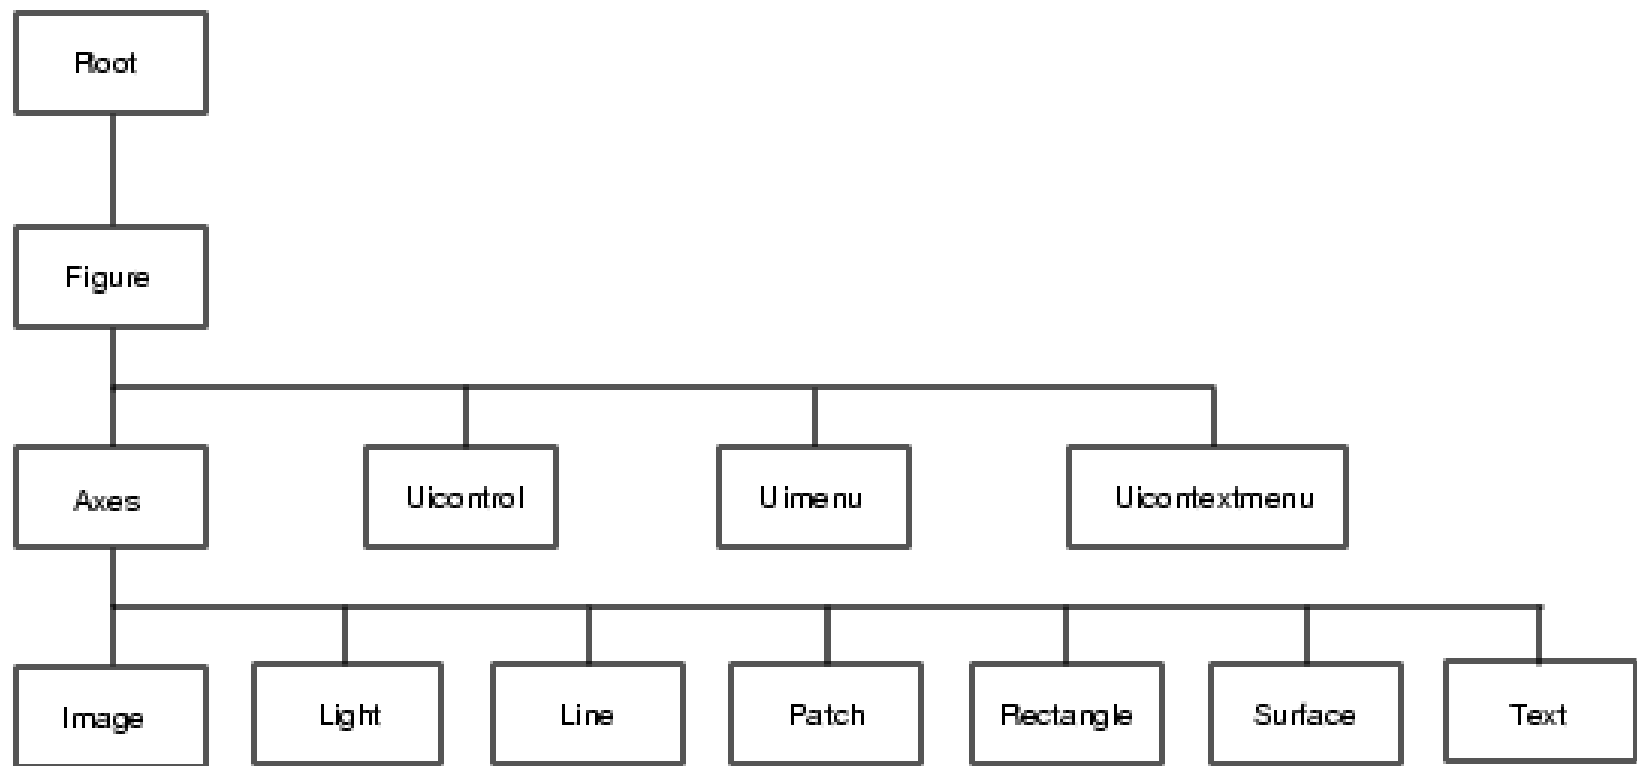 Root
Figure
Axes
Uicontrol
Uimenu
Uicontextmenu
Image
Light
Line
Patch
Rectangle
Surface
Text